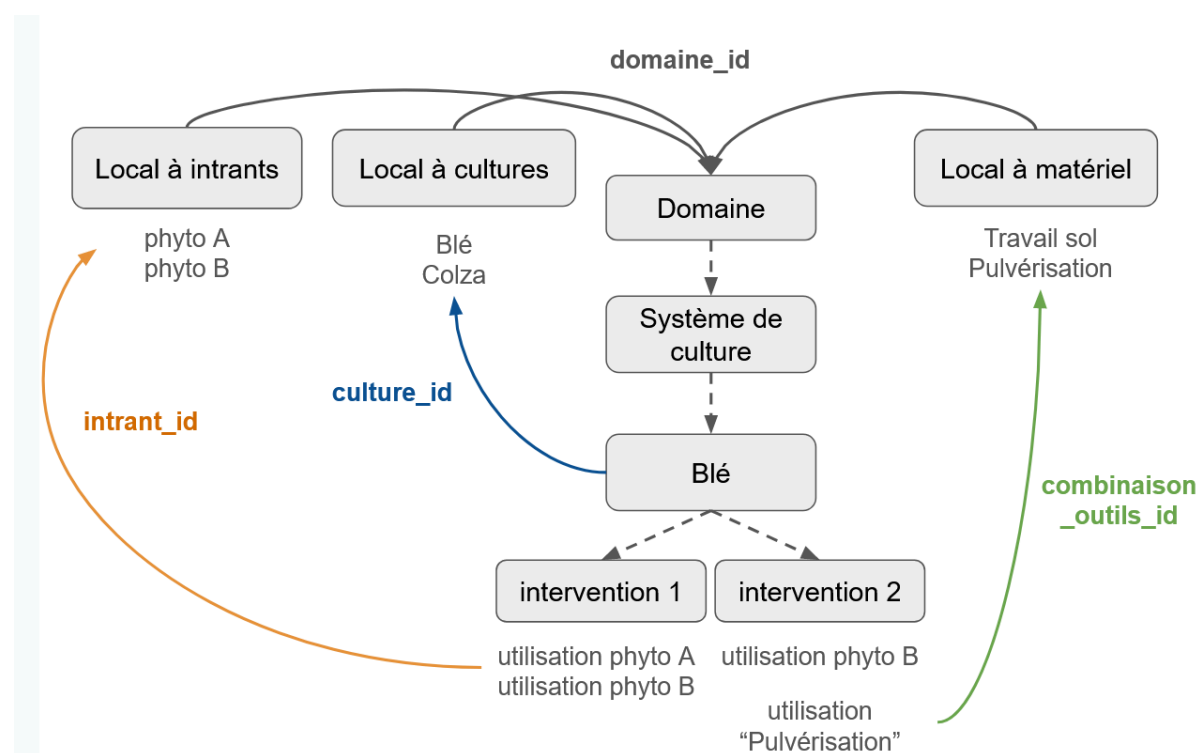 domaine_id
Local à intrants
Local à cultures
Local à matériel
Domaine
phyto A
phyto B
Blé
Colza
Travail sol
Pulvérisation
Système de
culture
culture_id
intrant_id
Blé
combinaison
_outils_id
intervention 1
intervention 2
utilisation phyto A
utilisation phyto B
utilisation phyto B
utilisation
“Pulvérisation”